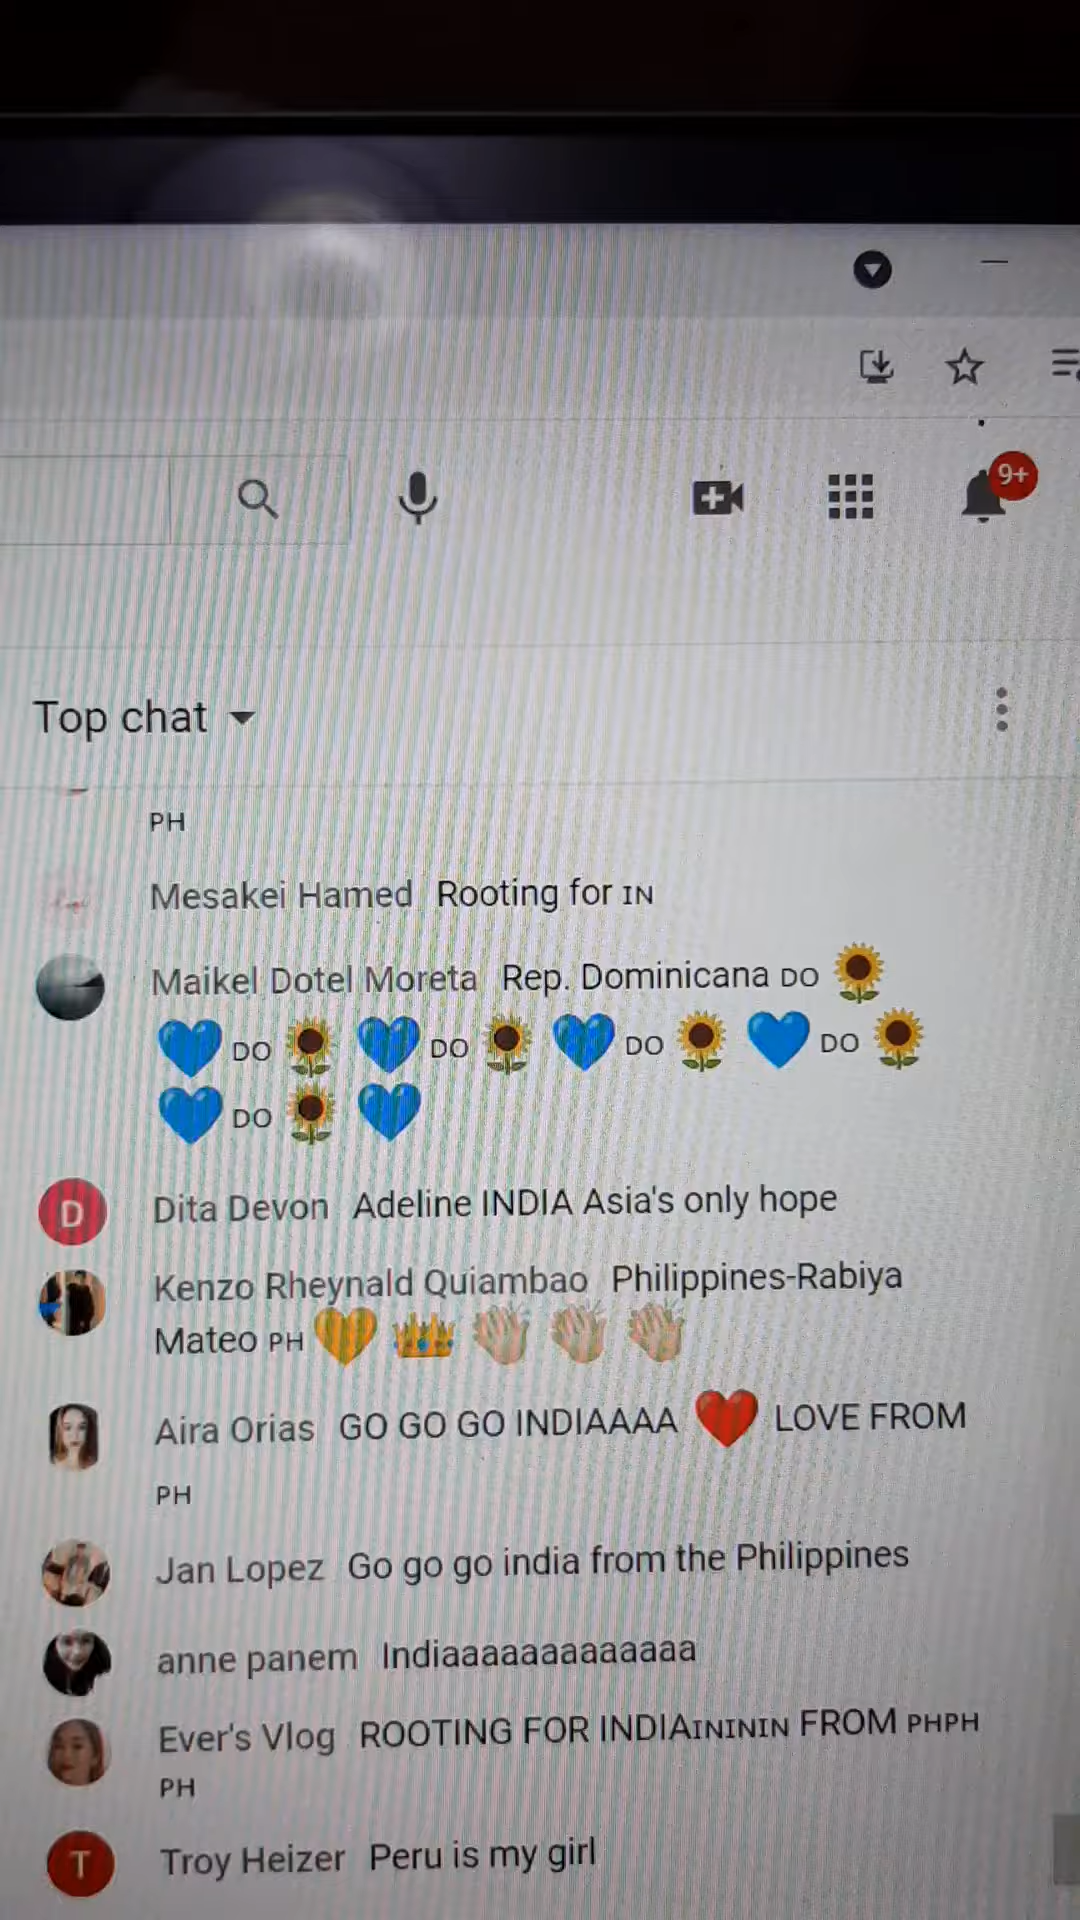 9+
Top chat
PH
Mesakei Hamed Rooting for IN
Maikel Dotel Moreta Rep. Dominicana DO 🌻
💙 DO 🌻 💙 DO 🌻 💙 DO 🌻 💙 DO 🌻
💙 DO 🌻 💙
D Dita Devon Adeline INDIA Asia's only hope
Kenzo Rheynald Quiambao Philippines-Rabiya
Mateo PH 💛 👑 👏🏼 👏🏼 👏🏼
Aira Orias GO GO GO INDIAAAA ❤️ LOVE FROM
PH
Jan Lopez Go go go india from the Philippines
anne panem Indiaaaaaaaaaaaaa
Ever's Vlog ROOTING FOR INDIAINININ FROM PHPH
PH
T Troy Heizer Peru is my girl